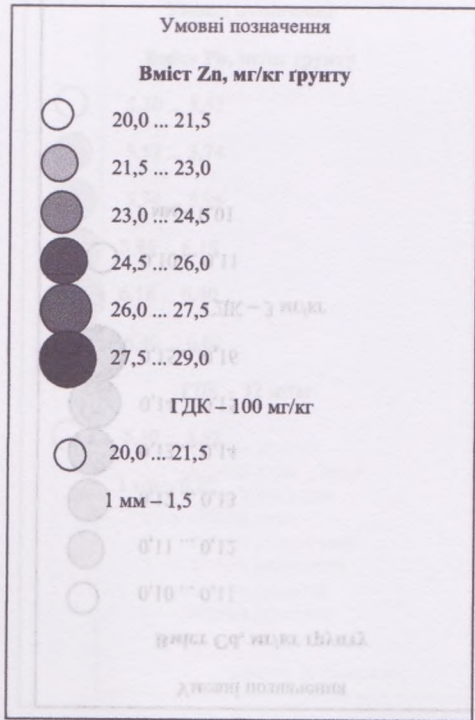 Умовні позначення
Вміст Zn, мг/кг ґрунту
20,0 ... 21,5
21,5 ... 23,0
23,0 ... 24,5
24,5 ... 26,0
26,0 ... 27,5
27,5 ... 29,0
ГДК – 100 мг/кг
20,0 ... 21,5
1 мм – 1,5